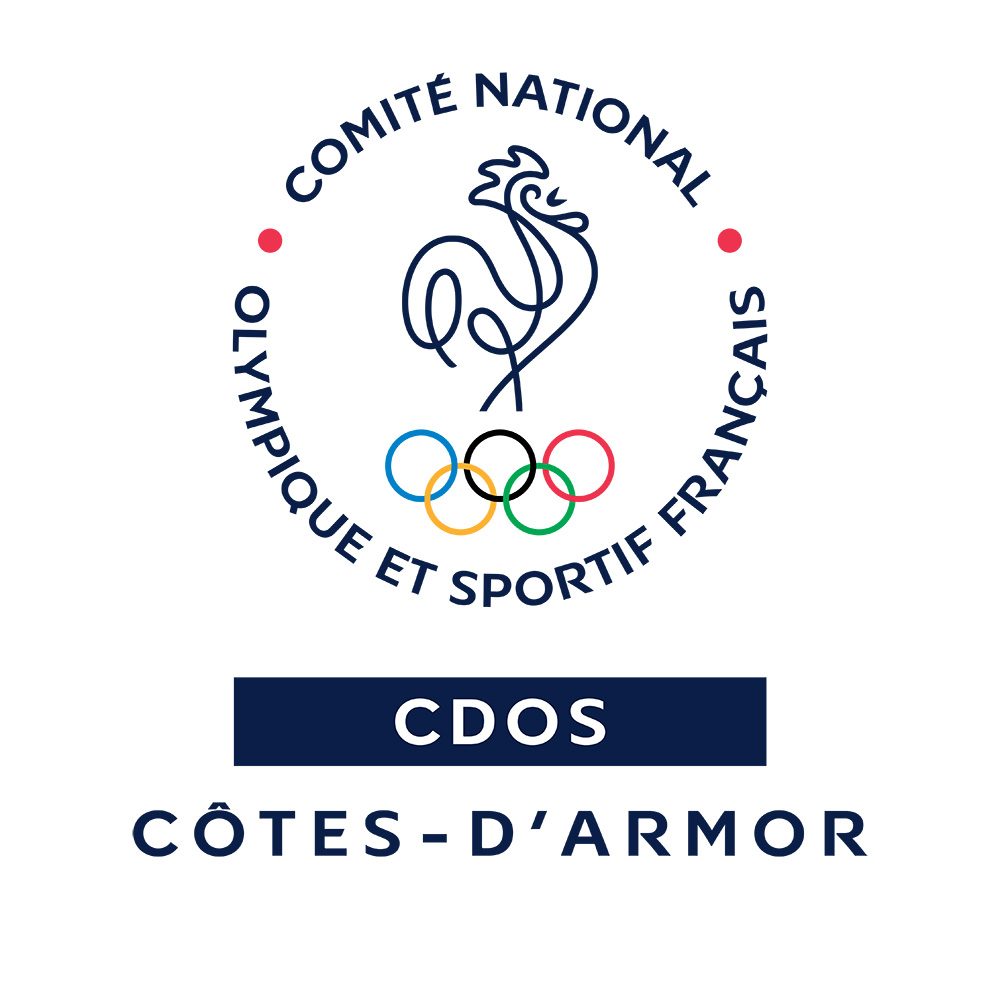 COMITÉ NATIONAL
OLYMPIQUE ET SPORTIF FRANÇAIS
CDOS
CÔTES-D'ARMOR